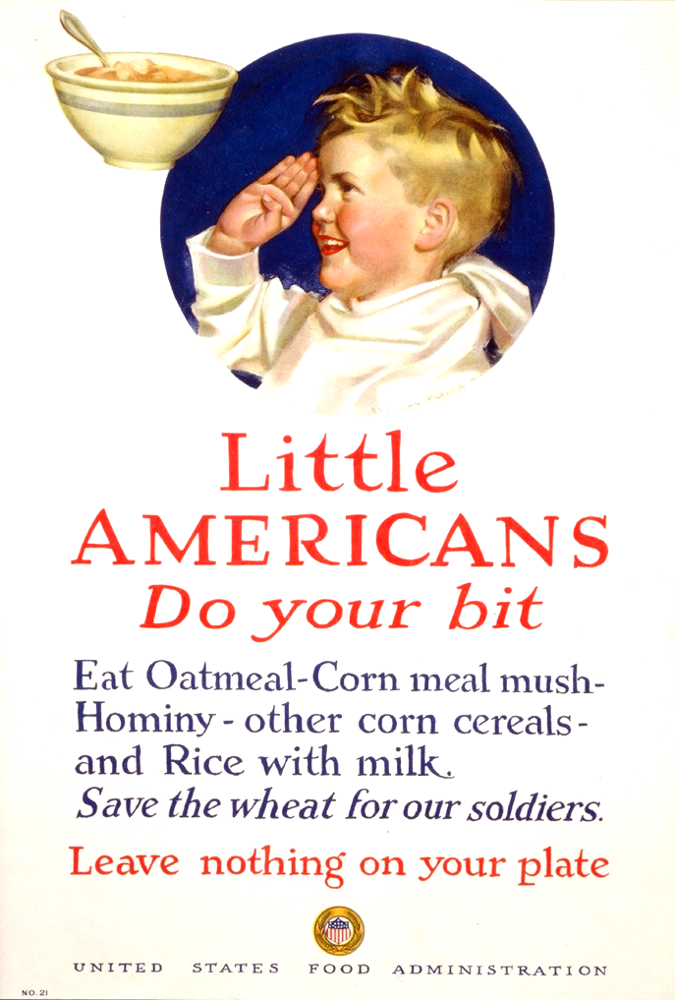 Little
AMERICANS
Do your bit
Eat Oatmeal-Corn meal mush-
Hominy - other corn cereals -
and Rice with milk.
Save the wheat for our soldiers.
Leave nothing on your plate
UNITED STATES FOOD ADMINISTRATION
NO. 21